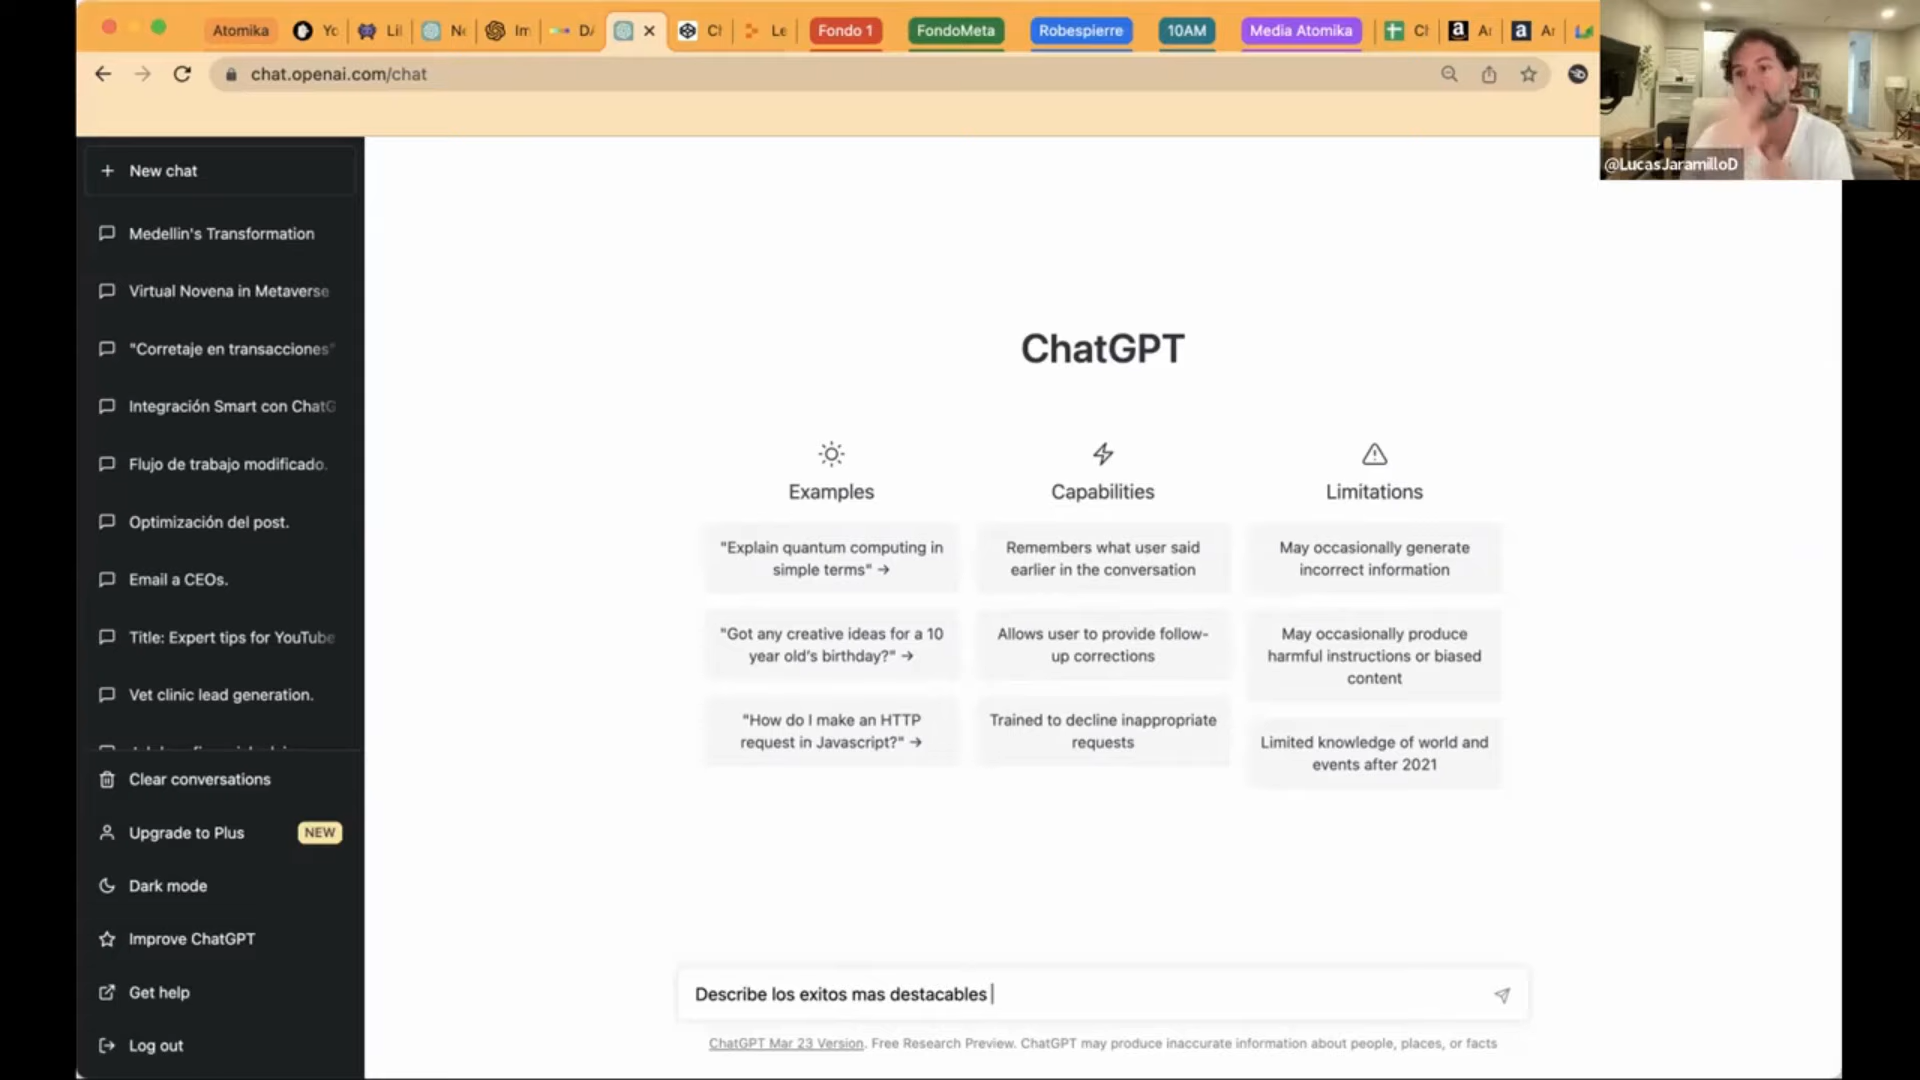 Atomika
Yo
Lil
Ne
Im
D/
Cl
Le
Fondo 1
FondoMeta
Robespierre
10AM
Media Atomika
chat.openai.com/chat
@LucasJaramilloD
New chat
Medellin's Transformation
Virtual Novena in Metaverse
"Corretaje en transacciones"
Integración Smart con ChatG
Flujo de trabajo modificado.
Optimización del post.
Email a CEOs.
Title: Expert tips for YouTube
Vet clinic lead generation.
Clear conversations
Upgrade to Plus
NEW
Dark mode
Improve ChatGPT
Get help
Log out
ChatGPT
Examples
"Explain quantum computing in
simple terms" →
"Got any creative ideas for a 10
year old's birthday?" →
"How do I make an HTTP
request in Javascript?" →
Capabilities
Remembers what user said
earlier in the conversation
Allows user to provide follow-
up corrections
Trained to decline inappropriate
requests
Limitations
May occasionally generate
incorrect information
May occasionally produce
harmful instructions or biased
content
Limited knowledge of world and
events after 2021
Describe los exitos mas destacables
ChatGPT Mar 23 Version. Free Research Preview. ChatGPT may produce inaccurate information about people, places, or facts